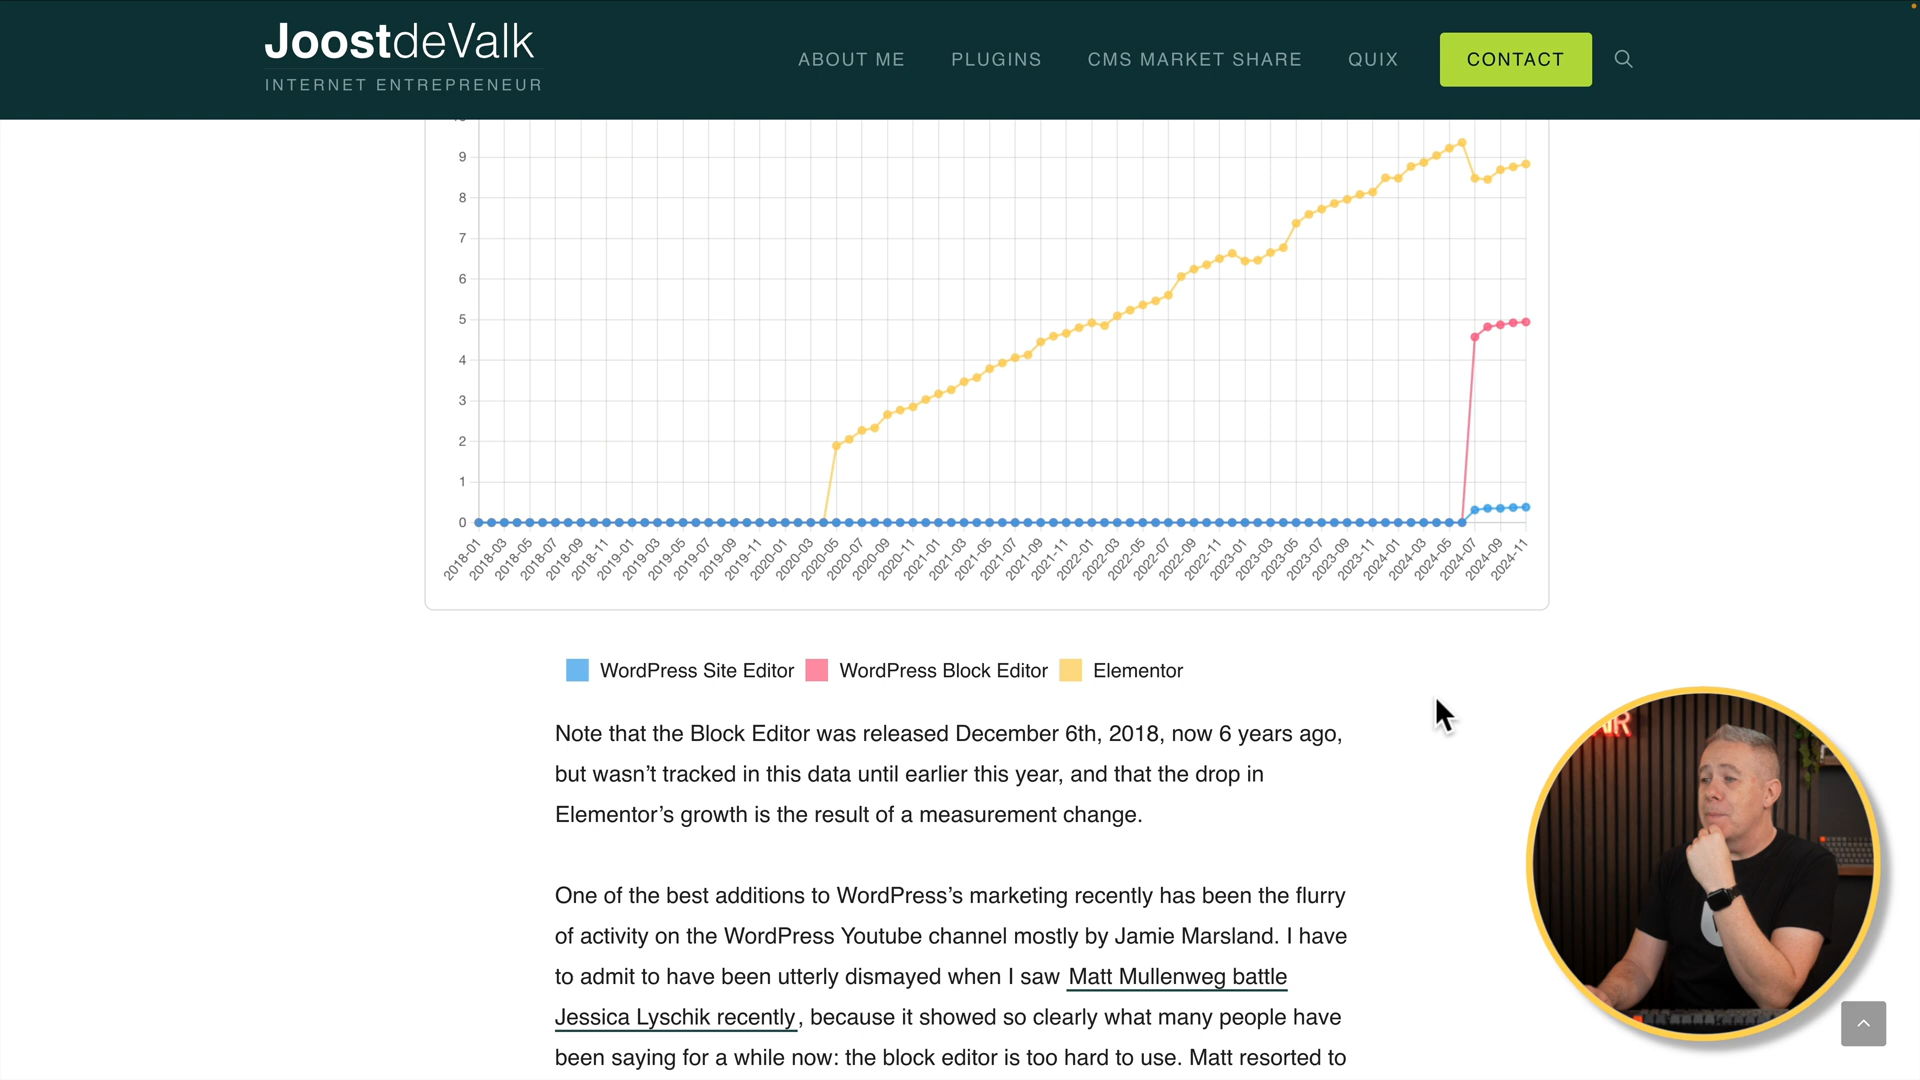 JoostdeValk
INTERNET ENTREPRENEUR
ABOUT ME
PLUGINS
CMS MARKET SHARE
QUIX
CONTACT
9
8
7
6
5
4
3
2
1
0
2018-01
2018-03
2018-05
2018-07
2018-09
2018-11
2019-01
2019-03
2019-05
2019-07
2019-09
2019-11
2020-01
2020-03
2020-05
2020-07
2020-09
2020-11
2021-01
2021-03
2021-05
2021-07
2021-09
2021-11
2022-01
2022-03
2022-05
2022-07
2022-09
2022-11
2023-01
2023-03
2023-05
2023-07
2023-09
2023-11
2024-01
2024-03
2024-05
2024-07
2024-09
2024-11
WordPress Site Editor
WordPress Block Editor
Elementor
Note that the Block Editor was released December 6th, 2018, now 6 years ago,
but wasn’t tracked in this data until earlier this year, and that the drop in
Elementor’s growth is the result of a measurement change.
One of the best additions to WordPress’s marketing recently has been the flurry
of activity on the WordPress Youtube channel mostly by Jamie Marsland. I have
to admit to have been utterly dismayed when I saw Matt Mullenweg battle
Jessica Lyschik recently, because it showed so clearly what many people have
been saying for a while now: the block editor is too hard to use. Matt resorted to